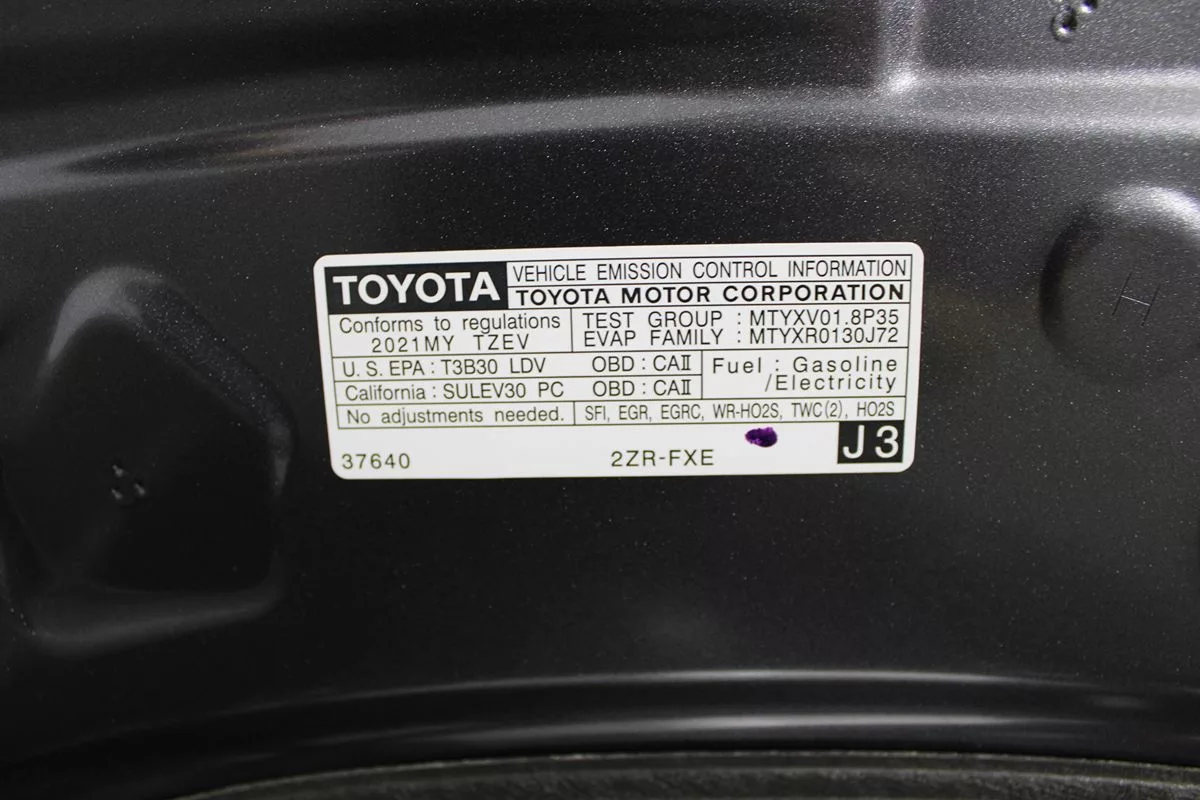 TOYOTA
VEHICLE EMISSION CONTROL INFORMATION
TOYOTA MOTOR CORPORATION
Conforms to regulations
2021MY TZEV
TEST GROUP : MTYXV01.8P35
EVAP FAMILY : MTYXR0130J72
U.S. EPA : T3B30 LDV OBD : CAⅡ
California : SULEV30 PC OBD : CAⅡ
Fuel : Gasoline
/Electricity
No adjustments needed.
SFI, EGR, EGRC, WR-HO2S, TWC(2), HO2S
37640
2ZR-FXE
J3
H